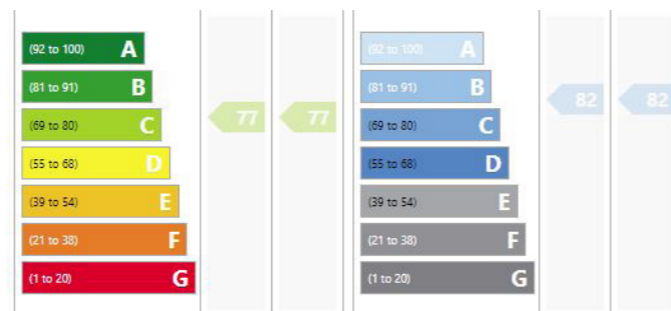 (92 to 100) A
(81 to 91) B
(69 to 80) C
(55 to 68) D
(39 to 54) E
(21 to 38) F
(1 to 20) G
77 77
(92 to 100) A
(81 to 91) B
(69 to 80) C
(55 to 68) D
(39 to 54) E
(21 to 38) F
(1 to 20) G
82 82